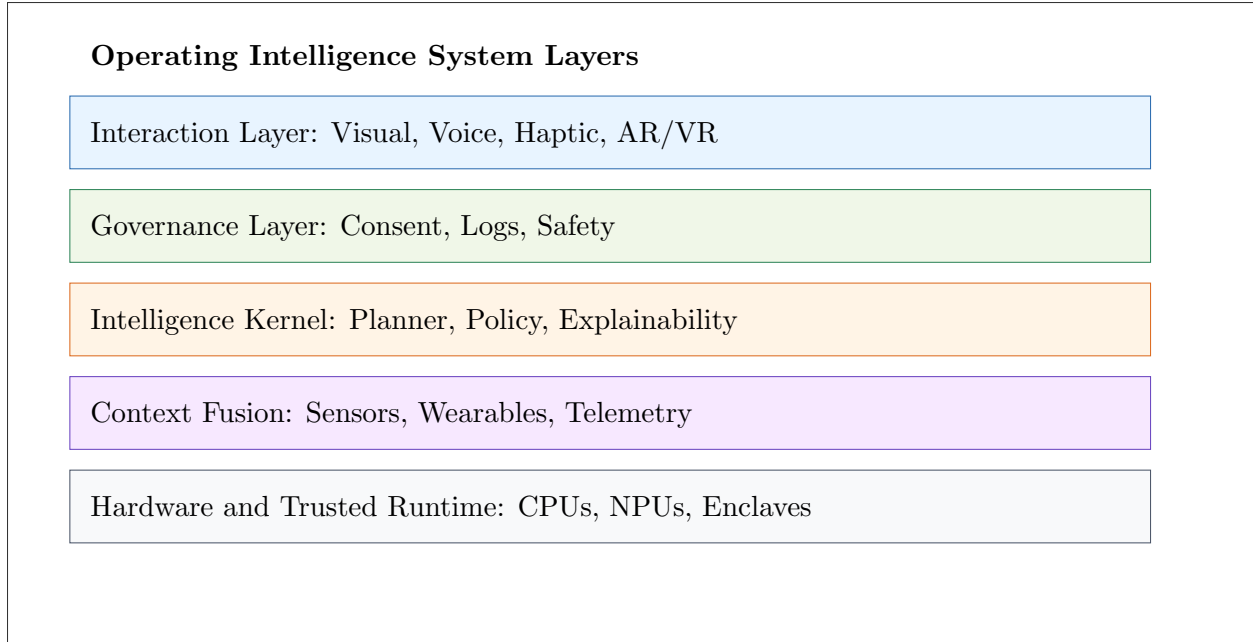 Operating Intelligence System Layers
Interaction Layer: Visual, Voice, Haptic, AR/VR
Governance Layer: Consent, Logs, Safety
Intelligence Kernel: Planner, Policy, Explainability
Context Fusion: Sensors, Wearables, Telemetry
Hardware and Trusted Runtime: CPUs, NPUs, Enclaves